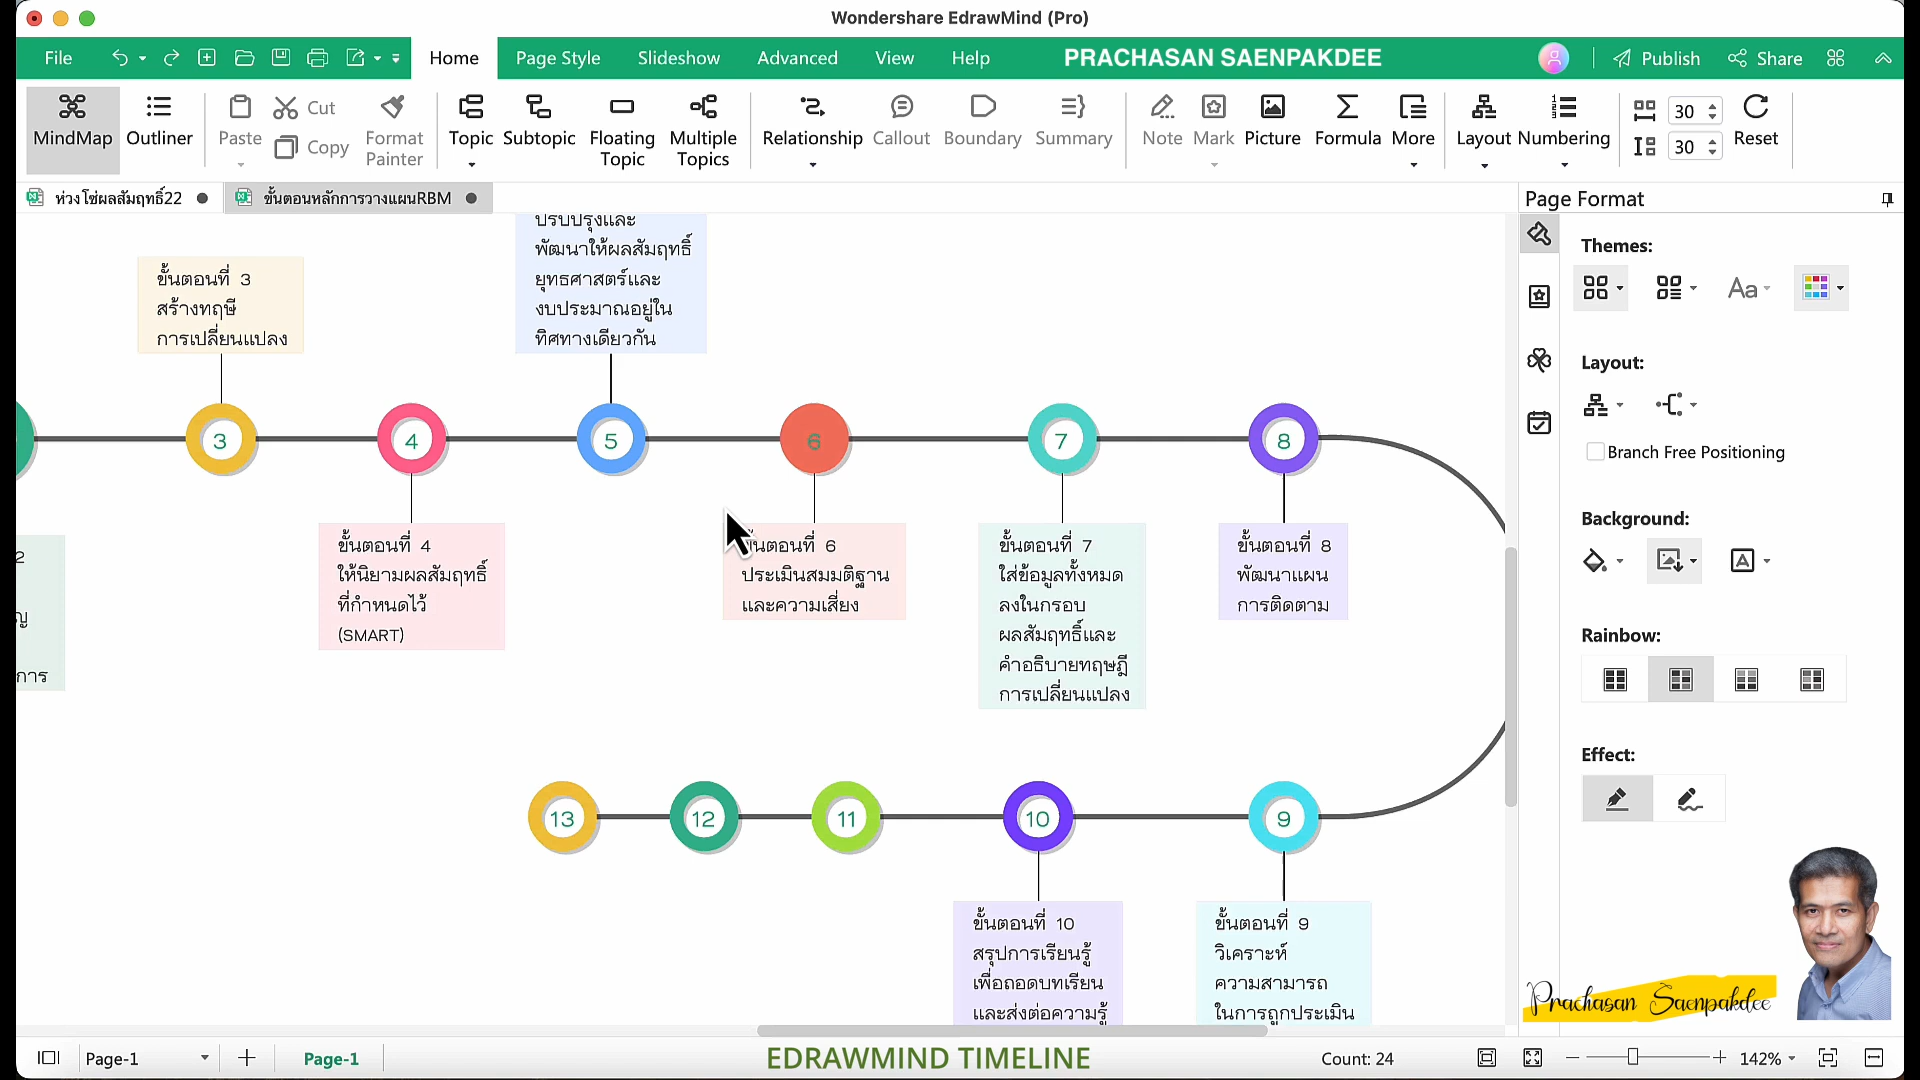 Wondershare EdrawMind (Pro)
File
Home
Page Style
Slideshow
Advanced
View
Help
PRACHASAN SAENPAKDEE
Publish
Share
MindMap
Outliner
Paste
Cut
Copy
Format
Painter
Topic
Subtopic
Floating
Topic
Multiple
Topics
Relationship
Callout
Boundary
Summary
Note
Mark
Picture
Formula
More
Layout
Numbering
30
30
Reset
ห่วงโซ่ผลสัมฤทธิ์22
ขั้นตอนหลักการวางแผนRBM
Page Format
Themes:
Aa
Layout:
Branch Free Positioning
Background:
Rainbow:
Effect:
ปรับปรุงและ
พัฒนาให้ผลสัมฤทธิ์
ยุทธศาสตร์และ
งบประมาณอยู่ใน
ทิศทางเดียวกัน
ขั้นตอนที่ 3
สร้างทฤษี
การเปลี่ยนแปลง
3
4
5
6
7
8
2
ญ
การ
ขั้นตอนที่ 4
ให้นิยามผลสัมฤทธิ์
ที่กำหนดไว้
(SMART)
ขั้นตอนที่ 6
ประเมินสมมติฐาน
และความเสี่ยง
ขั้นตอนที่ 7
ใส่ข้อมูลทั้งหมด
ลงในกรอบ
ผลสัมฤทธิ์และ
คำอธิบายทฤษฎี
การเปลี่ยนแปลง
ขั้นตอนที่ 8
พัฒนาแผน
การติดตาม
13
12
11
10
9
ขั้นตอนที่ 10
สรุปการเรียนรู้
เพื่อถอดบทเรียน
และส่งต่อความรู้
ขั้นตอนที่ 9
วิเคราะห์
ความสามารถ
ในการถูกประเมิน
Prachasan Saenpakdee
Page-1
Page-1
EDRAWMIND TIMELINE
Count: 24
142%